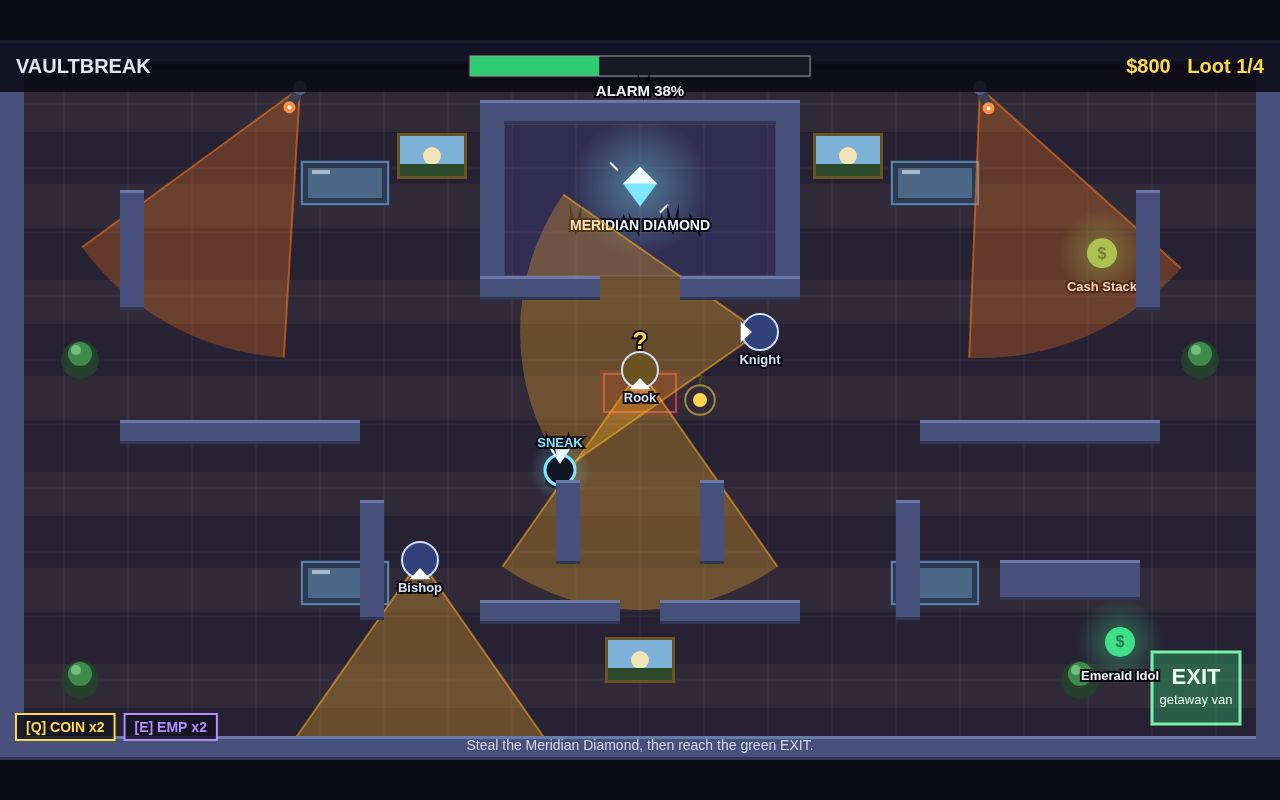 VAULTBREAK
$800 Loot 1/4
ALARM 38%
MERIDIAN DIAMOND
$
Cash Stack
Knight
?
Rook
SNEAK
Bishop
$
Emerald Idol
EXIT
getaway van
[Q] COIN x2
[E] EMP x2
Steal the Meridian Diamond, then reach the green EXIT.